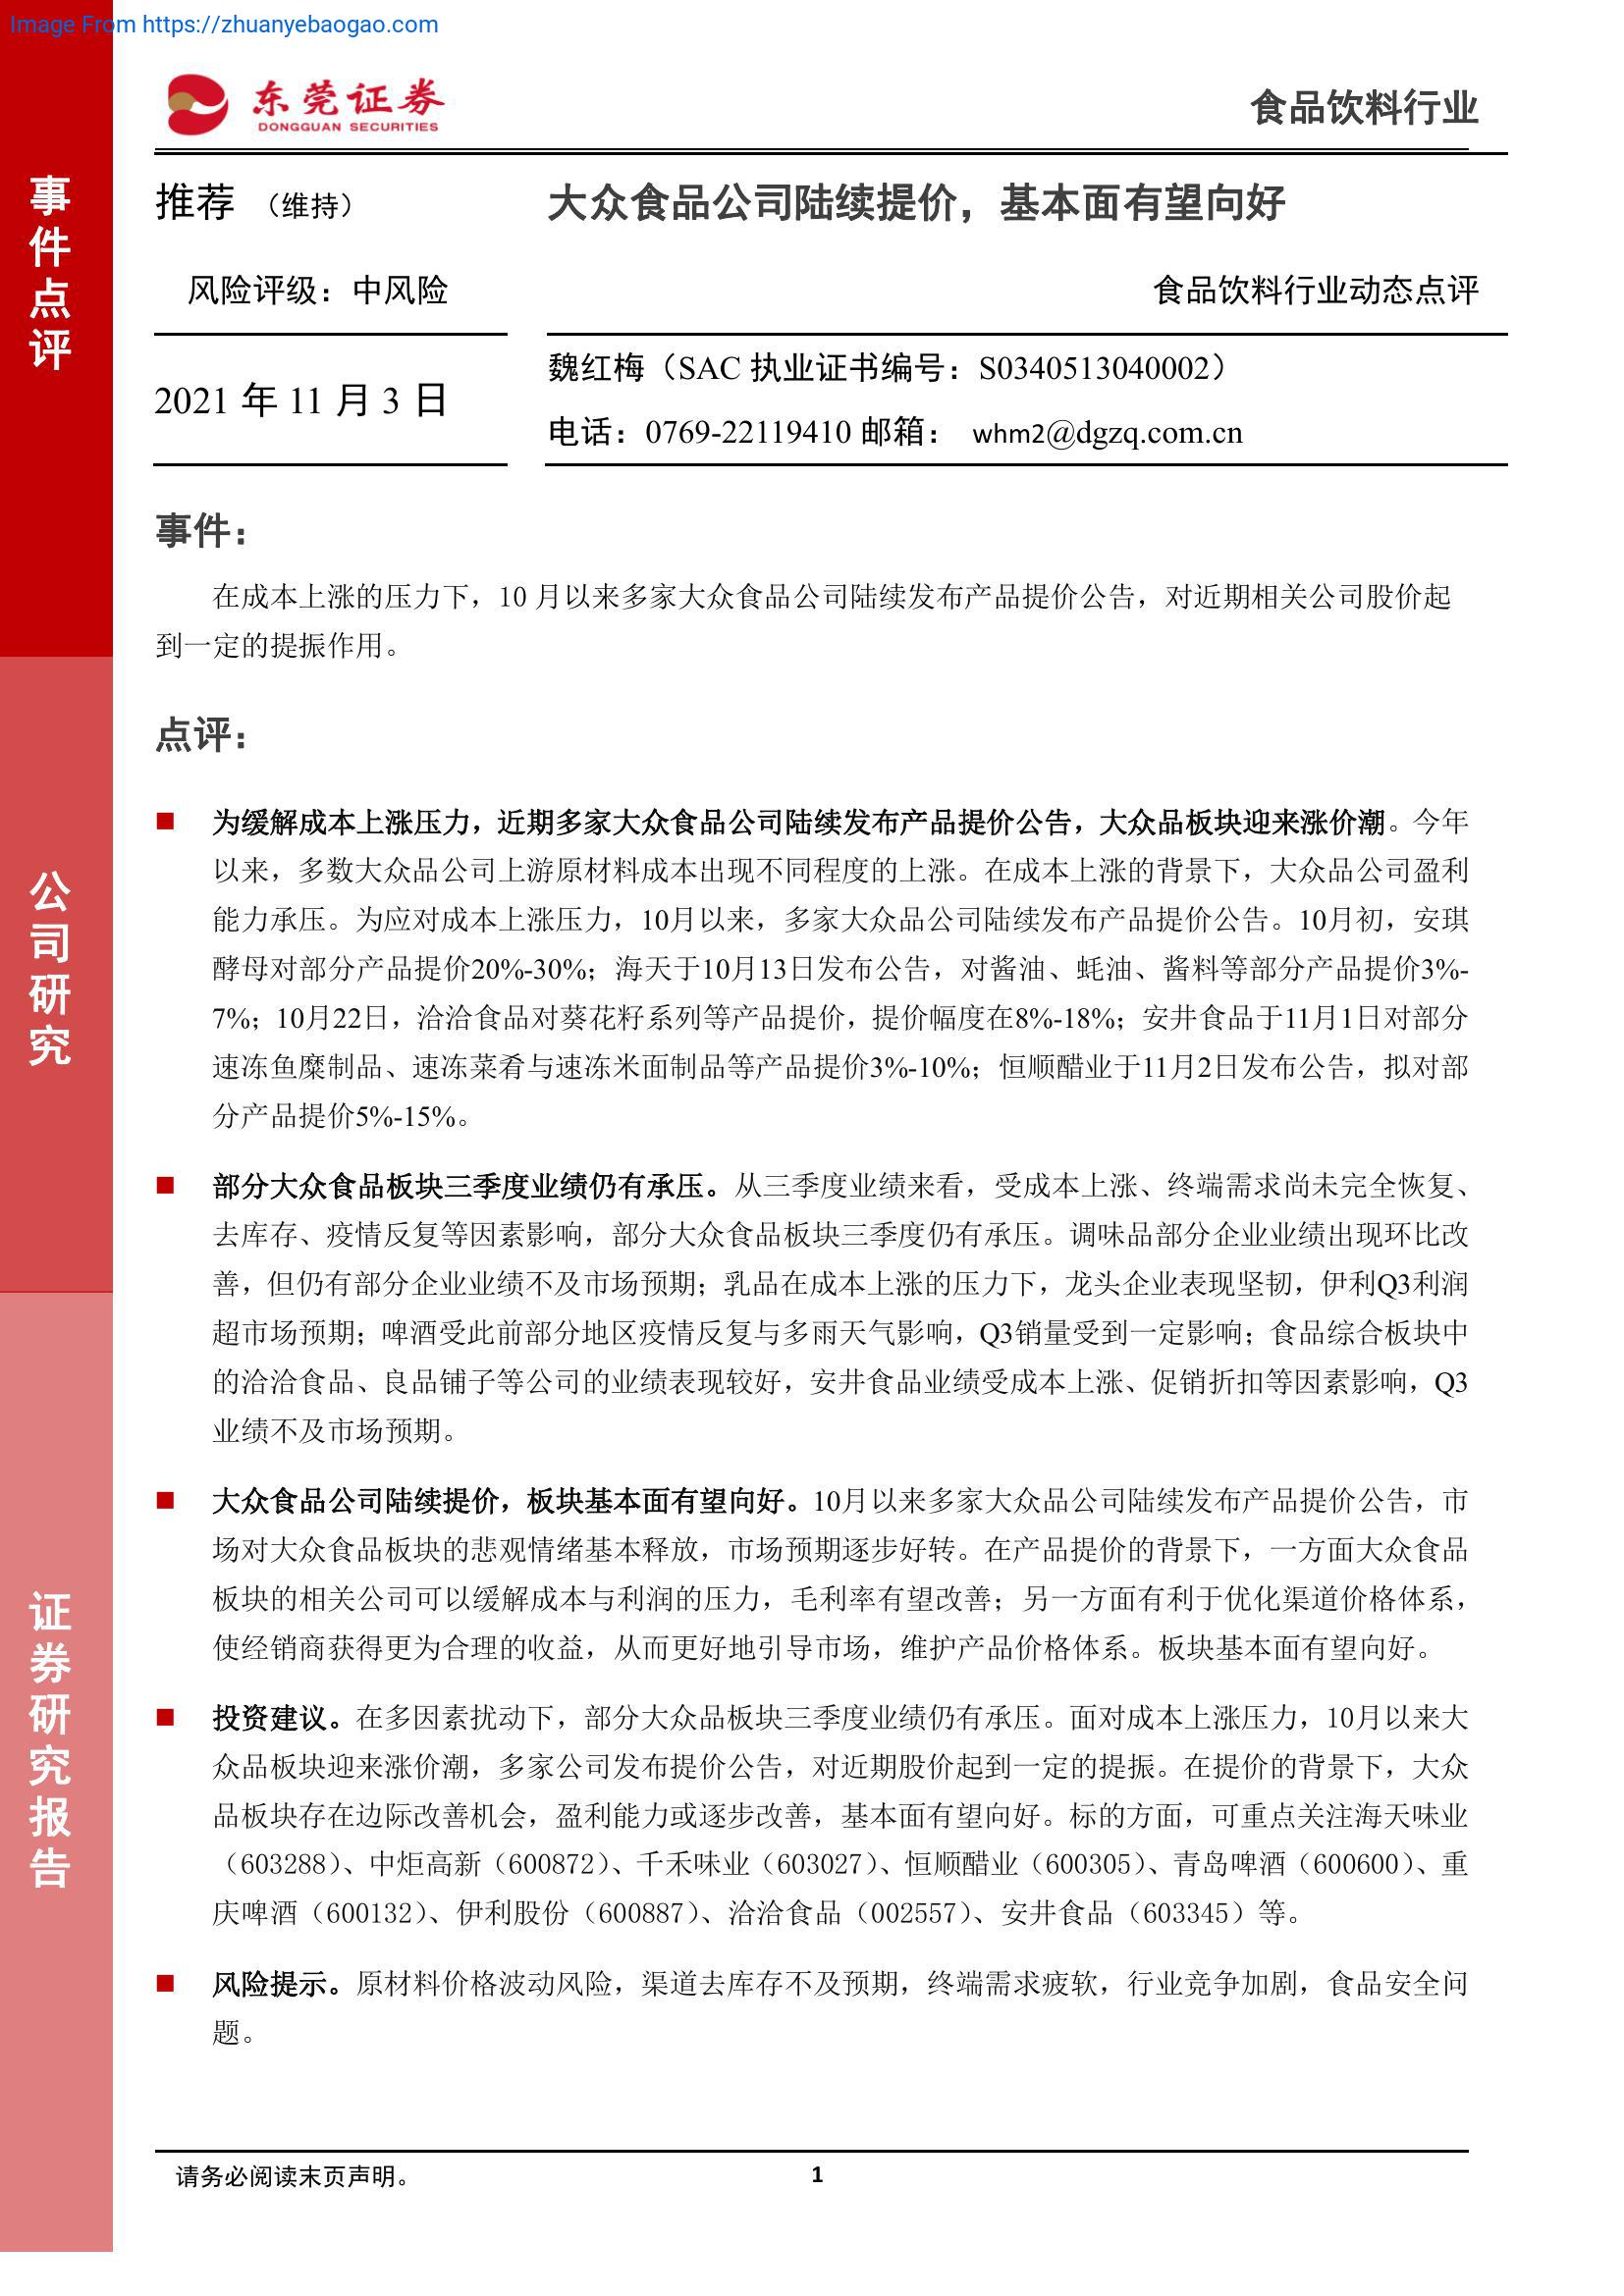 Image From https://zhuanyebaogao.com
东莞证券
DONGGUAN SECURITIES
食品饮料行业
事件点评
公司研究
证券研究报告
推荐 （维持）
大众食品公司陆续提价，基本面有望向好
风险评级：中风险
食品饮料行业动态点评
2021 年 11 月 3 日
魏红梅（SAC 执业证书编号：S0340513040002）
电话：0769-22119410 邮箱： whm2@dgzq.com.cn
事件：
在成本上涨的压力下，10 月以来多家大众食品公司陆续发布产品提价公告，对近期相关公司股价起
到一定的提振作用。
点评：
为缓解成本上涨压力，近期多家大众食品公司陆续发布产品提价公告，大众品板块迎来涨价潮。今年
以来，多数大众品公司上游原材料成本出现不同程度的上涨。在成本上涨的背景下，大众品公司盈利
能力承压。为应对成本上涨压力，10月以来，多家大众品公司陆续发布产品提价公告。10月初，安琪
酵母对部分产品提价20%-30%；海天于10月13日发布公告，对酱油、蚝油、酱料等部分产品提价3%-
7%；10月22日，洽洽食品对葵花籽系列等产品提价，提价幅度在8%-18%；安井食品于11月1日对部分
速冻鱼糜制品、速冻菜肴与速冻米面制品等产品提价3%-10%；恒顺醋业于11月2日发布公告，拟对部
分产品提价5%-15%。
部分大众食品板块三季度业绩仍有承压。从三季度业绩来看，受成本上涨、终端需求尚未完全恢复、
去库存、疫情反复等因素影响，部分大众食品板块三季度仍有承压。调味品部分企业业绩出现环比改
善，但仍有部分企业业绩不及市场预期；乳品在成本上涨的压力下，龙头企业表现坚韧，伊利Q3利润
超市场预期；啤酒受此前部分地区疫情反复与多雨天气影响，Q3销量受到一定影响；食品综合板块中
的洽洽食品、良品铺子等公司的业绩表现较好，安井食品业绩受成本上涨、促销折扣等因素影响，Q3
业绩不及市场预期。
大众食品公司陆续提价，板块基本面有望向好。10月以来多家大众品公司陆续发布产品提价公告，市
场对大众食品板块的悲观情绪基本释放，市场预期逐步好转。在产品提价的背景下，一方面大众食品
板块的相关公司可以缓解成本与利润的压力，毛利率有望改善；另一方面有利于优化渠道价格体系，
使经销商获得更为合理的收益，从而更好地引导市场，维护产品价格体系。板块基本面有望向好。
投资建议。在多因素扰动下，部分大众品板块三季度业绩仍有承压。面对成本上涨压力，10月以来大
众品板块迎来涨价潮，多家公司发布提价公告，对近期股价起到一定的提振。在提价的背景下，大众
品板块存在边际改善机会，盈利能力或逐步改善，基本面有望向好。标的方面，可重点关注海天味业
（603288）、中炬高新（600872）、千禾味业（603027）、恒顺醋业（600305）、青岛啤酒（600600）、重
庆啤酒（600132）、伊利股份（600887）、洽洽食品（002557）、安井食品（603345）等。
风险提示。原材料价格波动风险，渠道去库存不及预期，终端需求疲软，行业竞争加剧，食品安全问
题。
请务必阅读末页声明。
1